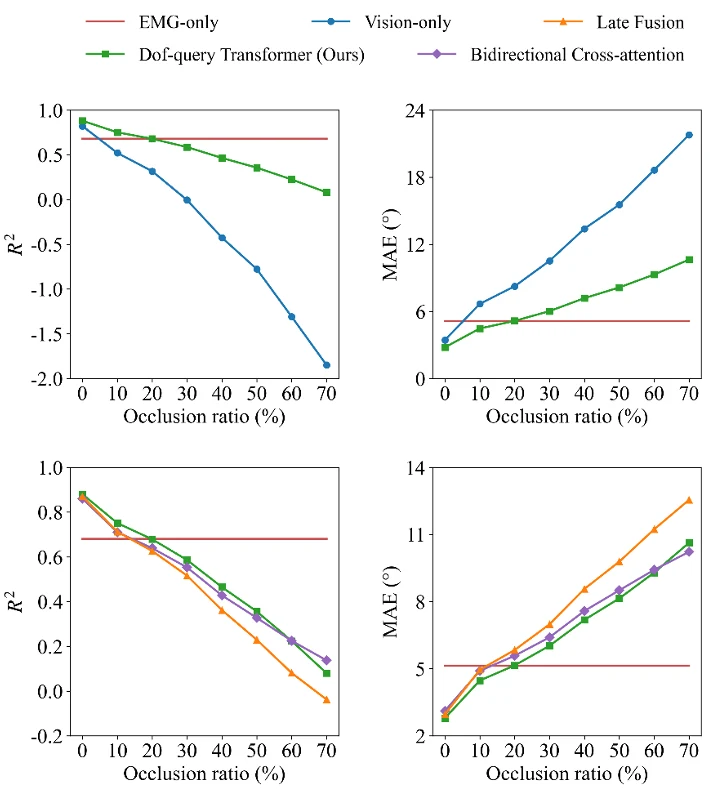 EMG-only Vision-only Late Fusion
Dof-query Transformer (Ours) Bidirectional Cross-attention
1.0
0.5
0.0
-0.5
-1.0
-1.5
-2.0
R²
0 10 20 30 40 50 60 70
Occlusion ratio (%)
24
18
12
6
0
MAE (°)
0 10 20 30 40 50 60 70
Occlusion ratio (%)
1.0
0.8
0.6
0.4
0.2
0.0
-0.2
R²
0 10 20 30 40 50 60 70
Occlusion ratio (%)
14
11
8
5
2
MAE (°)
0 10 20 30 40 50 60 70
Occlusion ratio (%)